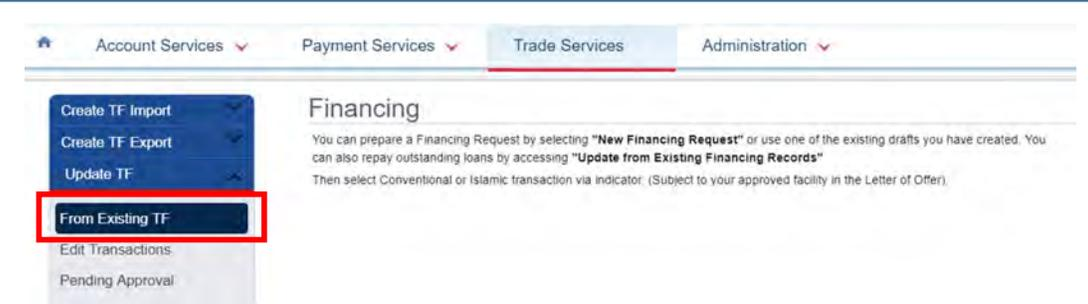 Account Services
Payment Services
Trade Services
Administration
Create TF Import
Create TF Export
Update TF
From Existing TF
Edit Transactions
Pending Approval
Financing
You can prepare a Financing Request by selecting "New Financing Request" or use one of the existing drafts you have created. You
can also repay outstanding loans by accessing "Update from Existing Financing Records"
Then select Conventional or Islamic transaction via indicator. (Subject to your approved facility in the Letter of Offer).